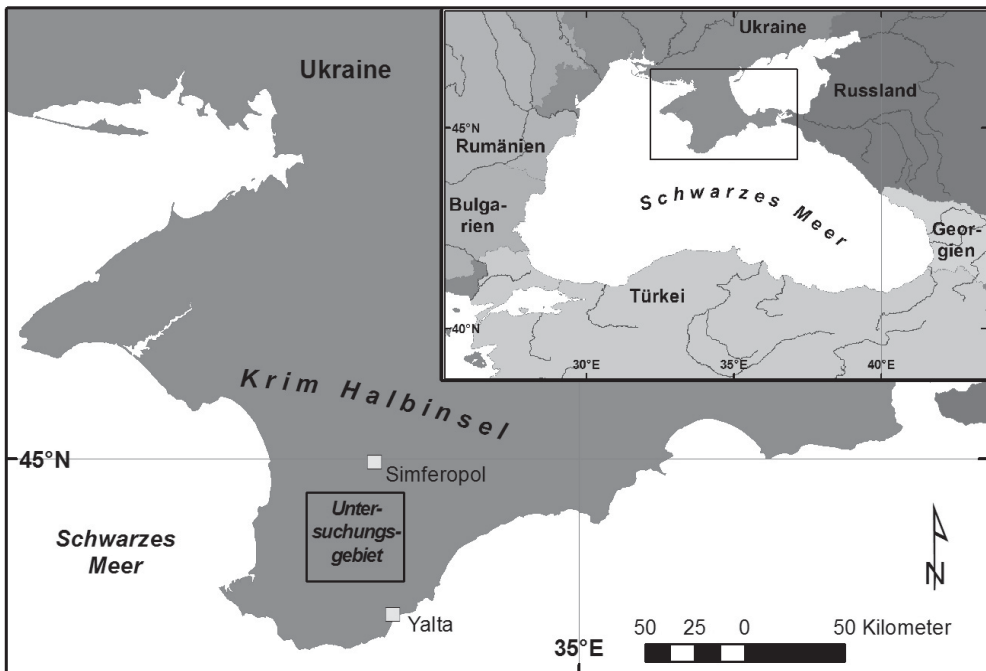 Ukraine
Krim Halbinsel
45°N
Simferopol
Unter-
suchungs-
gebiet
Schwarzes
Meer
Yalta
35°E
N
50 25 0 50 Kilometer
Ukraine
Russland
45°N
Rumänien
Schwarzes Meer
Bulga-
rien
Geor-
gien
Türkei
40°N
30°E 35°E 40°E